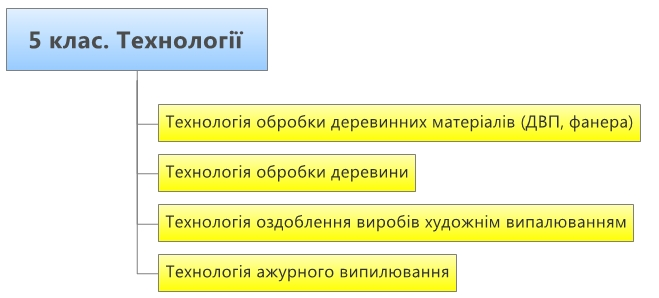 5 клас. Технології
Технологія обробки деревинних матеріалів (ДВП, фанера)
Технологія обробки деревини
Технологія оздоблення виробів художнім випалюванням
Технологія ажурного випилювання